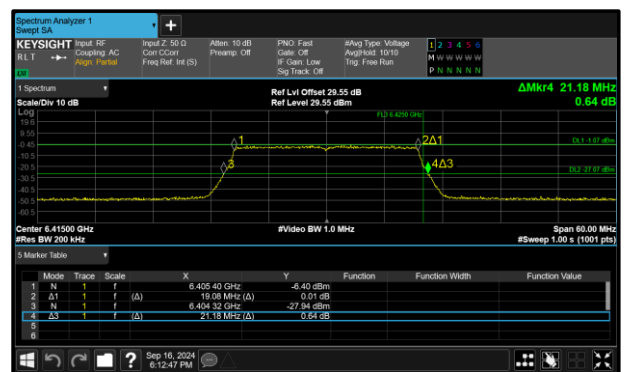 Spectrum Analyzer 1
Swept SA
+
KEYSIGHT Input: RF Input Z: 50 Ω Atten: 10 dB PNO: Fast #Avg Type: Voltage 1 2 3 4 5 6
RLT Coupling: AC Corr CCorr Preamp: Off Gate: Off Avg|Hold: 10/10 M W W W W W
Align: Partial Freq Ref: Int (S) IF Gain: Low Trig: Free Run
Sig Track: Off P N N N N N
1 Spectrum Ref Lvl Offset 29.55 dB ΔMkr4 21.18 MHz
Scale/Div 10 dB Ref Level 29.55 dBm 0.64 dB
Log
19.6
9.55
-0.45
-10.5
-20.5
-30.5
-40.5
-50.5
-60.5
FL3 6.4250 GHz
DL1 -1.07 dBm
DL2 -27.07 dBm
1
2Δ1
3
4Δ3
Center 6.41500 GHz #Video BW 1.0 MHz Span 60.00 MHz
#Res BW 200 kHz #Sweep 1.00 s (1001 pts)
5 Marker Table
Mode Trace Scale X Y Function Function Width Function Value
1 N 1 f 6.405 40 GHz -6.40 dBm
2 Δ1 1 f (Δ) 19.08 MHz (Δ) 0.01 dB
3 N 1 f 6.404 32 GHz -27.94 dBm
4 Δ3 1 f (Δ) 21.18 MHz (Δ) 0.64 dB
5
6
? Sep 16, 2024
6:12:47 PM